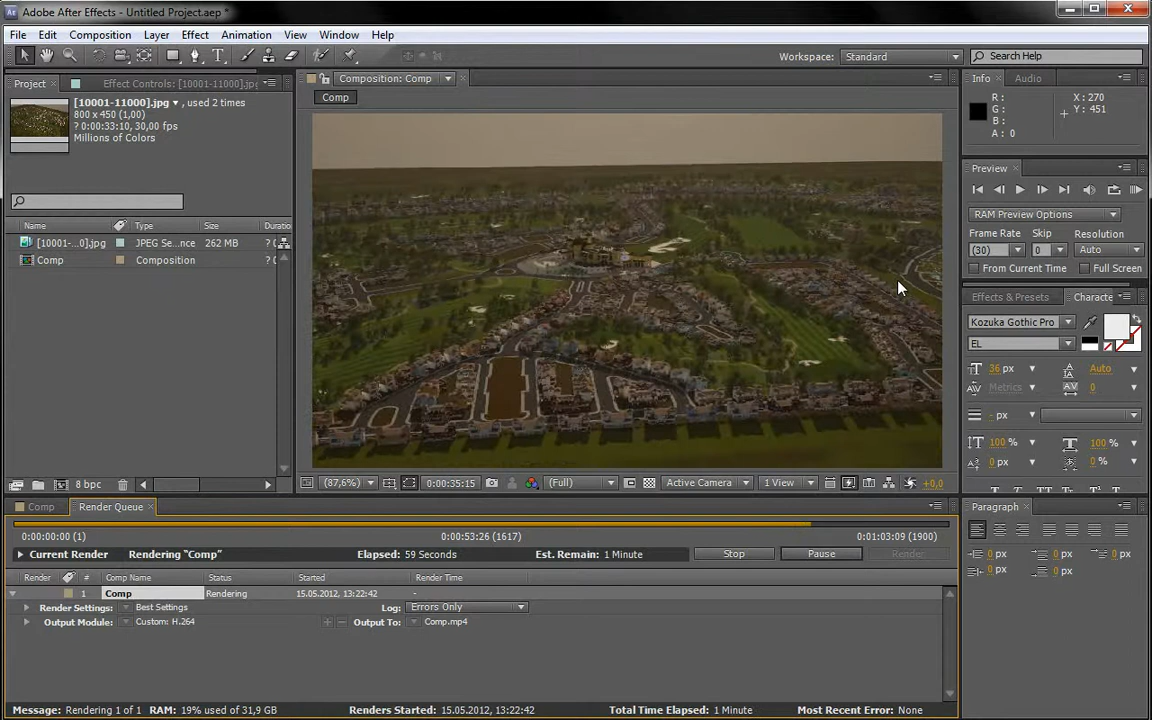 Adobe After Effects - Untitled Project.aep *
File Edit Composition Layer Effect Animation View Window Help
Workspace: Standard Search Help
Project Effect Controls: [10001-11000].jpg
[10001-11000].jpg , used 2 times
800 x 450 (1,00)
? 0:00:33:10, 30,00 fps
Millions of Colors
Name Type Size Duratio
[10001-...0].jpg JPEG Se...nce 262 MB ? 0
Comp Composition ? 0
8 bpc
Composition: Comp
Comp
(87,6%) 0:00:35:15 (Full) Active Camera 1 View +0,0
Info Audio
R : X : 270
G : Y : 451
B :
A : 0
Preview
RAM Preview Options
Frame Rate Skip Resolution
(30) 0 Auto
From Current Time Full Screen
Effects & Presets Characte
Kozuka Gothic Pro
EL
36 px Auto
Metrics 0
- px
100 % 100 %
0 px 0 %
Comp Render Queue
0:00:00:00 (1) 0:00:53:26 (1617) 0:01:03:09 (1900)
Current Render Rendering "Comp" Elapsed: 59 Seconds Est. Remain: 1 Minute Stop Pause Render
Render # Comp Name Status Started Render Time
1 Comp Rendering 15.05.2012, 13:22:42 -
Render Settings: Best Settings Log: Errors Only
Output Module: Custom: H.264 + - Output To: Comp.mp4
Message: Rendering 1 of 1 RAM: 19% used of 31,9 GB Renders Started: 15.05.2012, 13:22:42 Total Time Elapsed: 1 Minute Most Recent Error: None
Paragraph
0 px 0 px 0 px
0 px 0 px